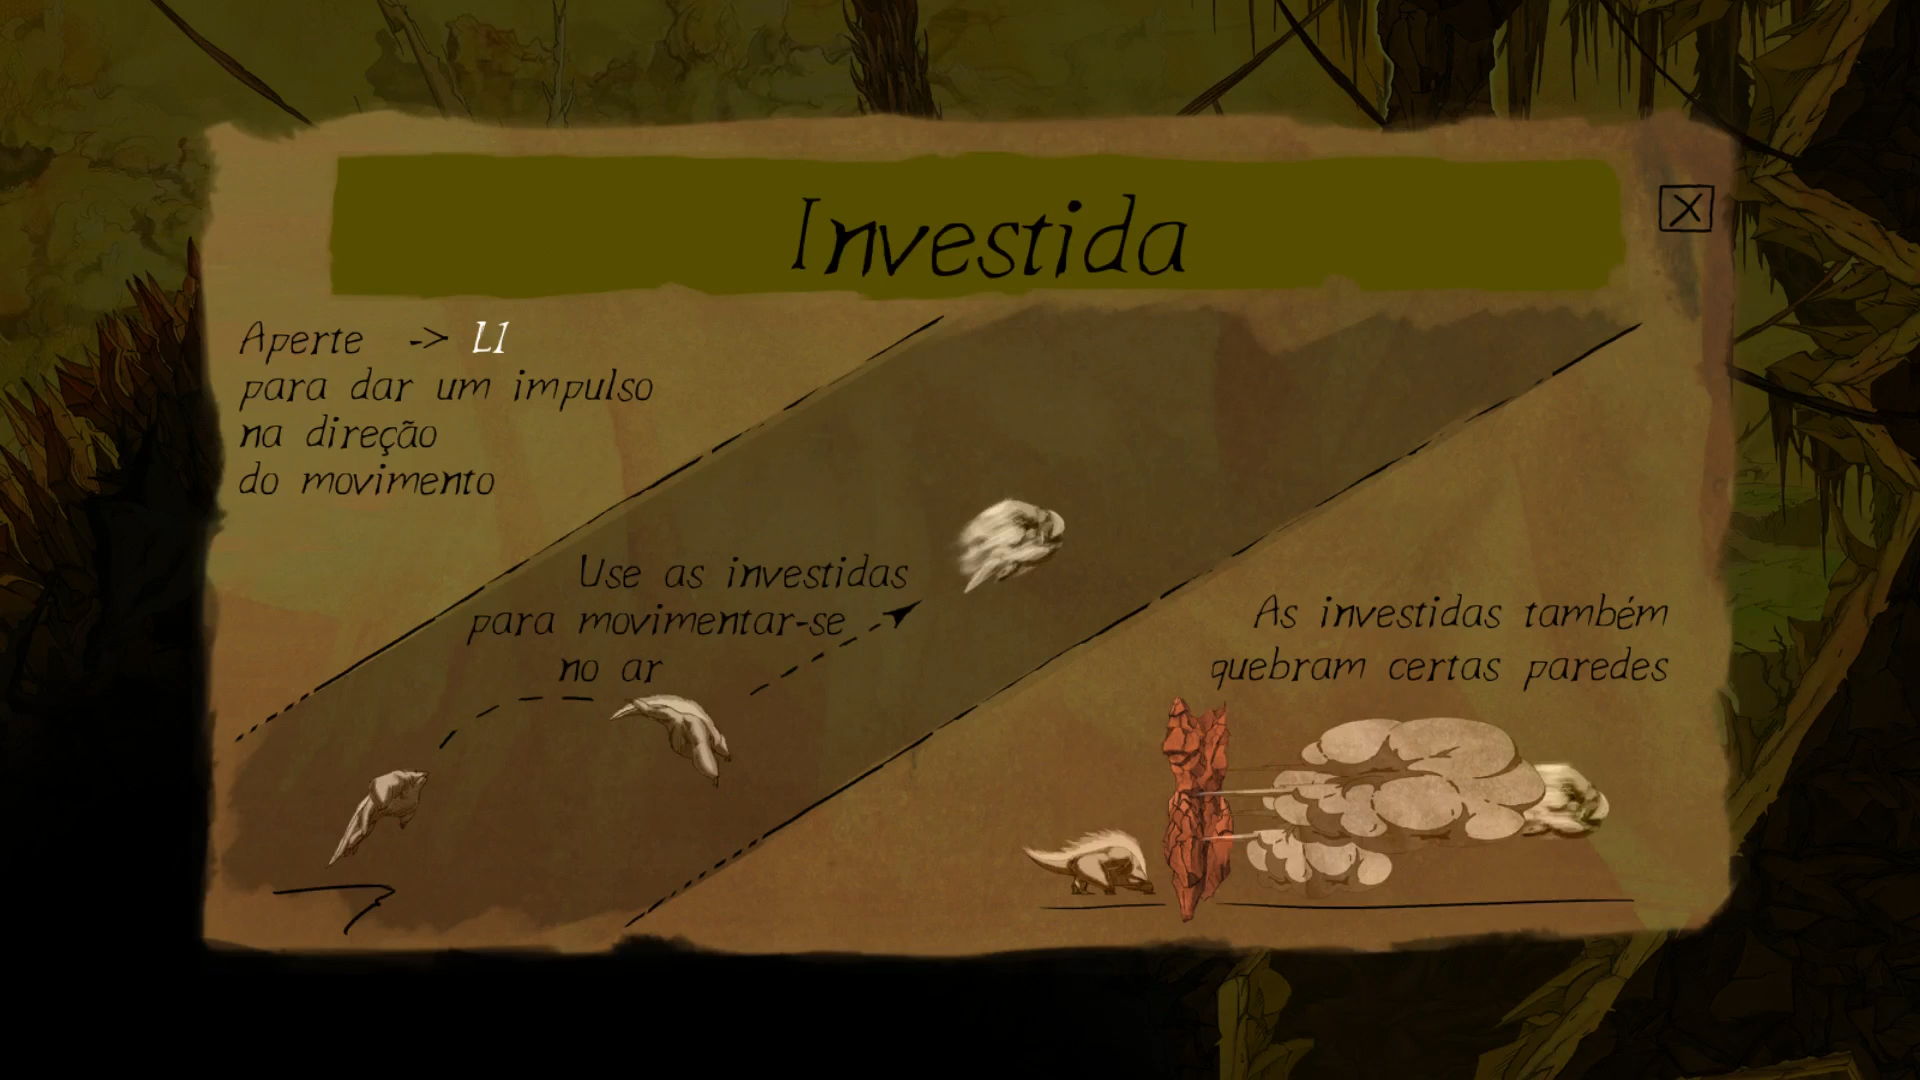 Investida
Aperte -> L1
para dar um impulso
na direção
do movimento
Use as investidas
para movimentar-se
no ar
As investidas também
quebram certas paredes